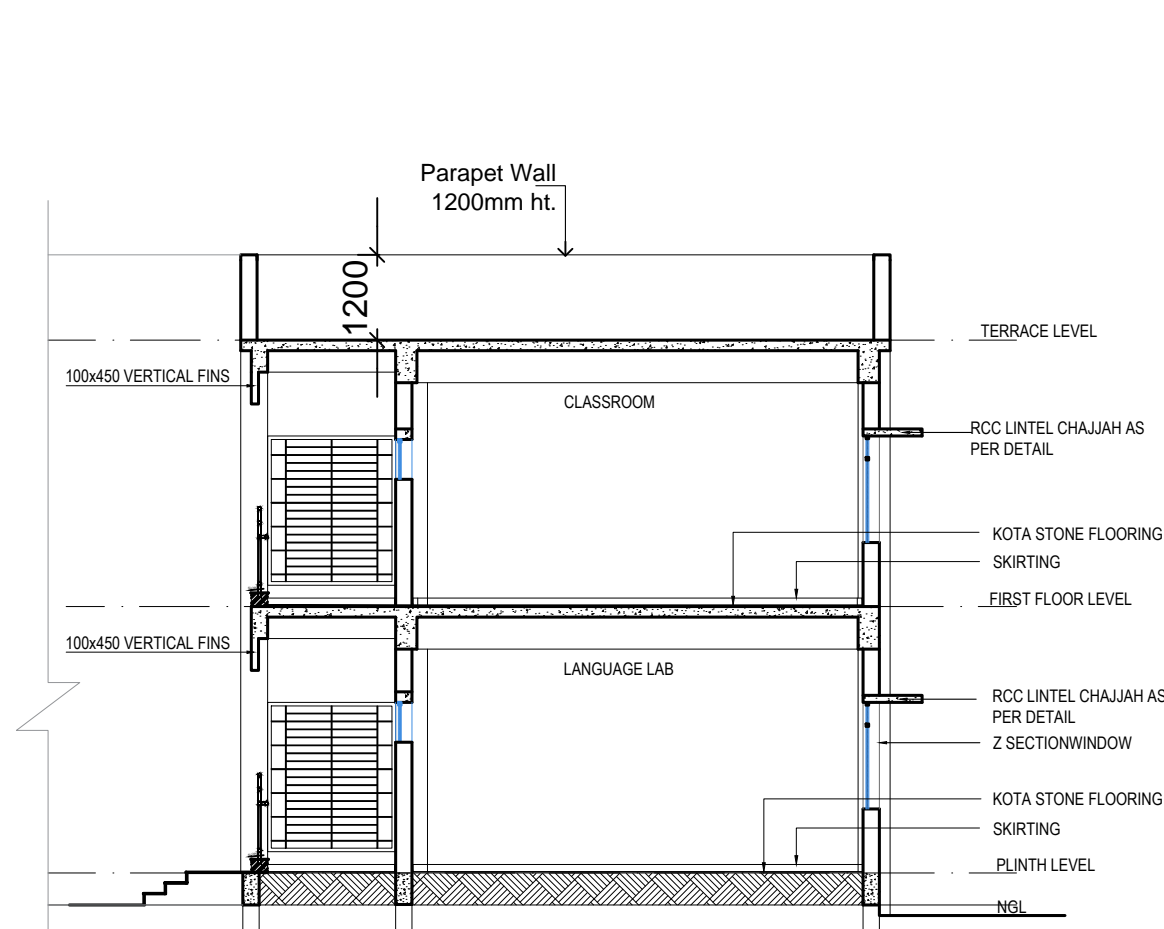 Parapet Wall
1200mm ht.
1200
TERRACE LEVEL
100x450 VERTICAL FINS
CLASSROOM
RCC LINTEL CHAJJAH AS
PER DETAIL
KOTA STONE FLOORING
SKIRTING
FIRST FLOOR LEVEL
100x450 VERTICAL FINS
LANGUAGE LAB
RCC LINTEL CHAJJAH AS
PER DETAIL
Z SECTIONWINDOW
KOTA STONE FLOORING
SKIRTING
PLINTH LEVEL
NGL